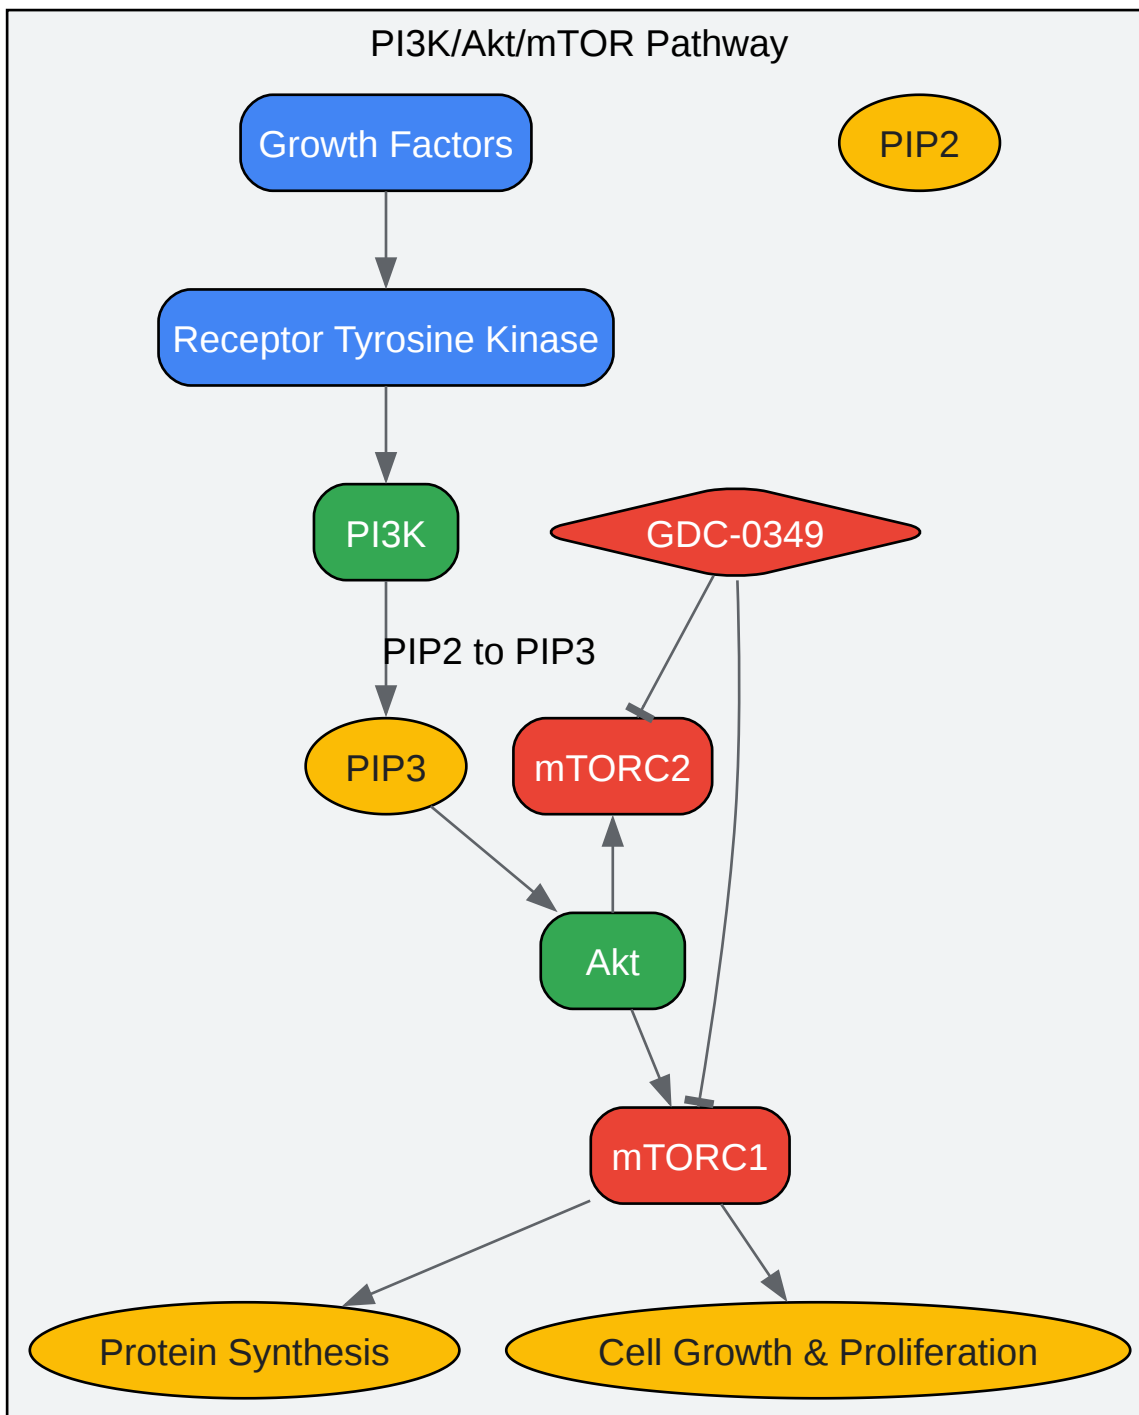 PI3K/Akt/mTOR Pathway
Growth Factors
PIP2
Receptor Tyrosine Kinase
PI3K
GDC-0349
PIP2 to PIP3
PIP3
mTORC2
Akt
mTORC1
Protein Synthesis
Cell Growth & Proliferation